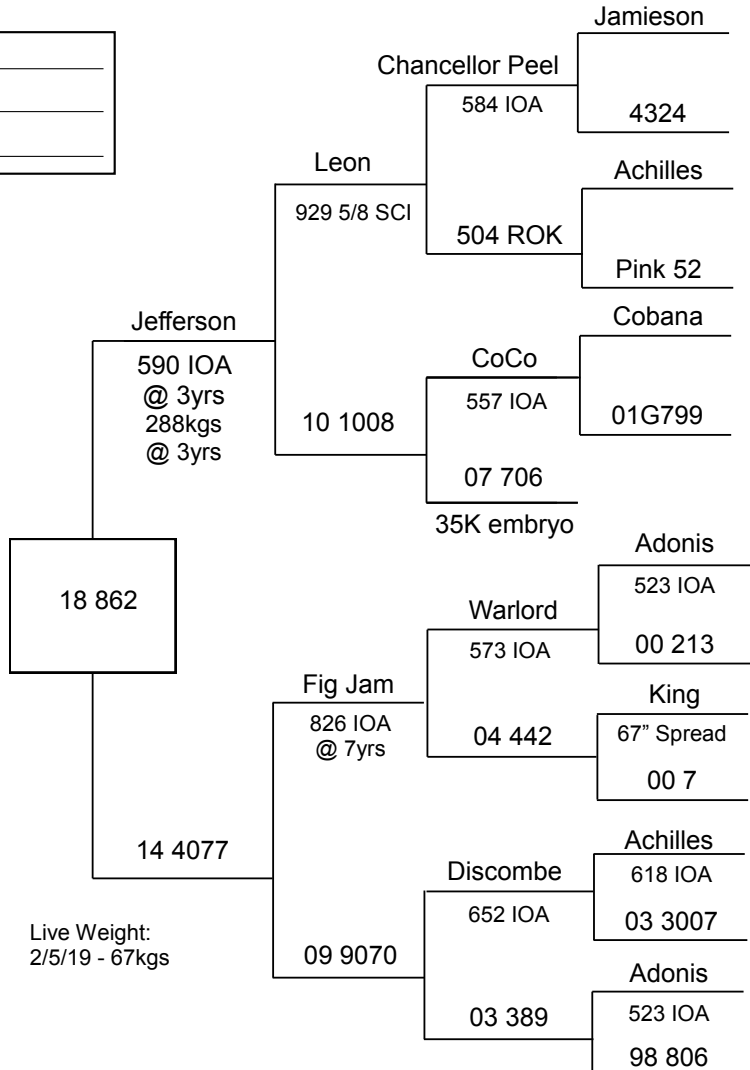 Jamieson
Chancellor Peel
584 IOA
4324
Leon
Achilles
929 5/8 SCI
504 ROK
Pink 52
Jefferson
Cobana
590 IOA
@ 3yrs
288kgs
@ 3yrs
CoCo
557 IOA
10 1008
01G799
07 706
35K embryo
Adonis
523 IOA
18 862
Warlord
573 IOA
00 213
Fig Jam
King
826 IOA
@ 7yrs
67” Spread
04 442
00 7
14 4077
Achilles
Discombe
618 IOA
652 IOA
03 3007
Live Weight:
2/5/19 - 67kgs
09 9070
Adonis
03 389
523 IOA
98 806